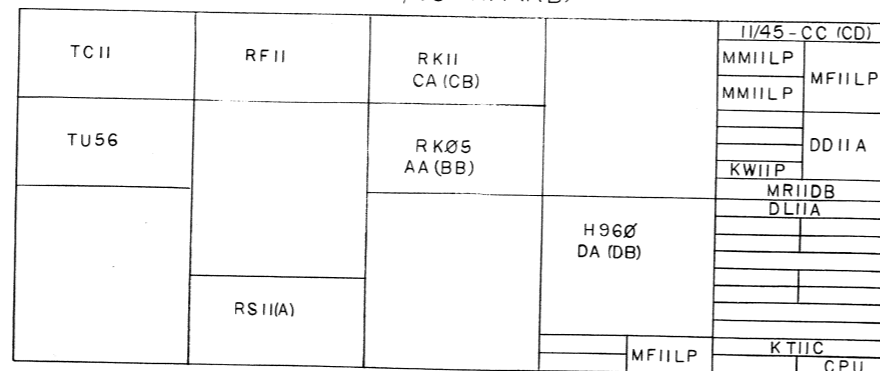 TC11
RF11
RK11
CA (CB)
11/45-CC (CD)
MM11LP
MF11LP
MM11LP
TU56
RKØ5
AA (BB)
DD11A
KW11P
MR11DB
DL11A
H96Ø
DA (DB)
RS11(A)
MF11LP
KT11C
CPU